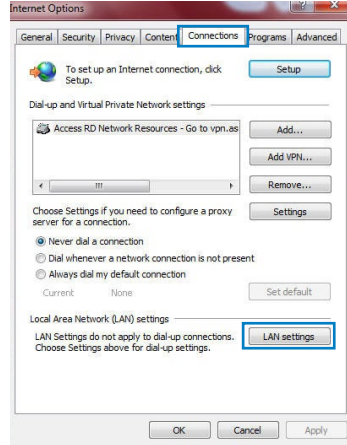 Internet Options
General Security Privacy Content Connections Programs Advanced
To set up an Internet connection, click
Setup.
Setup
Dial-up and Virtual Private Network settings
Access RD Network Resources - Go to vpn.as
Add...
Add VPN...
Remove...
Choose Settings if you need to configure a proxy
server for a connection.
Settings
Never dial a connection
Dial whenever a network connection is not present
Always dial my default connection
Current None
Set default
Local Area Network (LAN) settings
LAN Settings do not apply to dial-up connections.
Choose Settings above for dial-up settings.
LAN settings
OK Cancel Apply